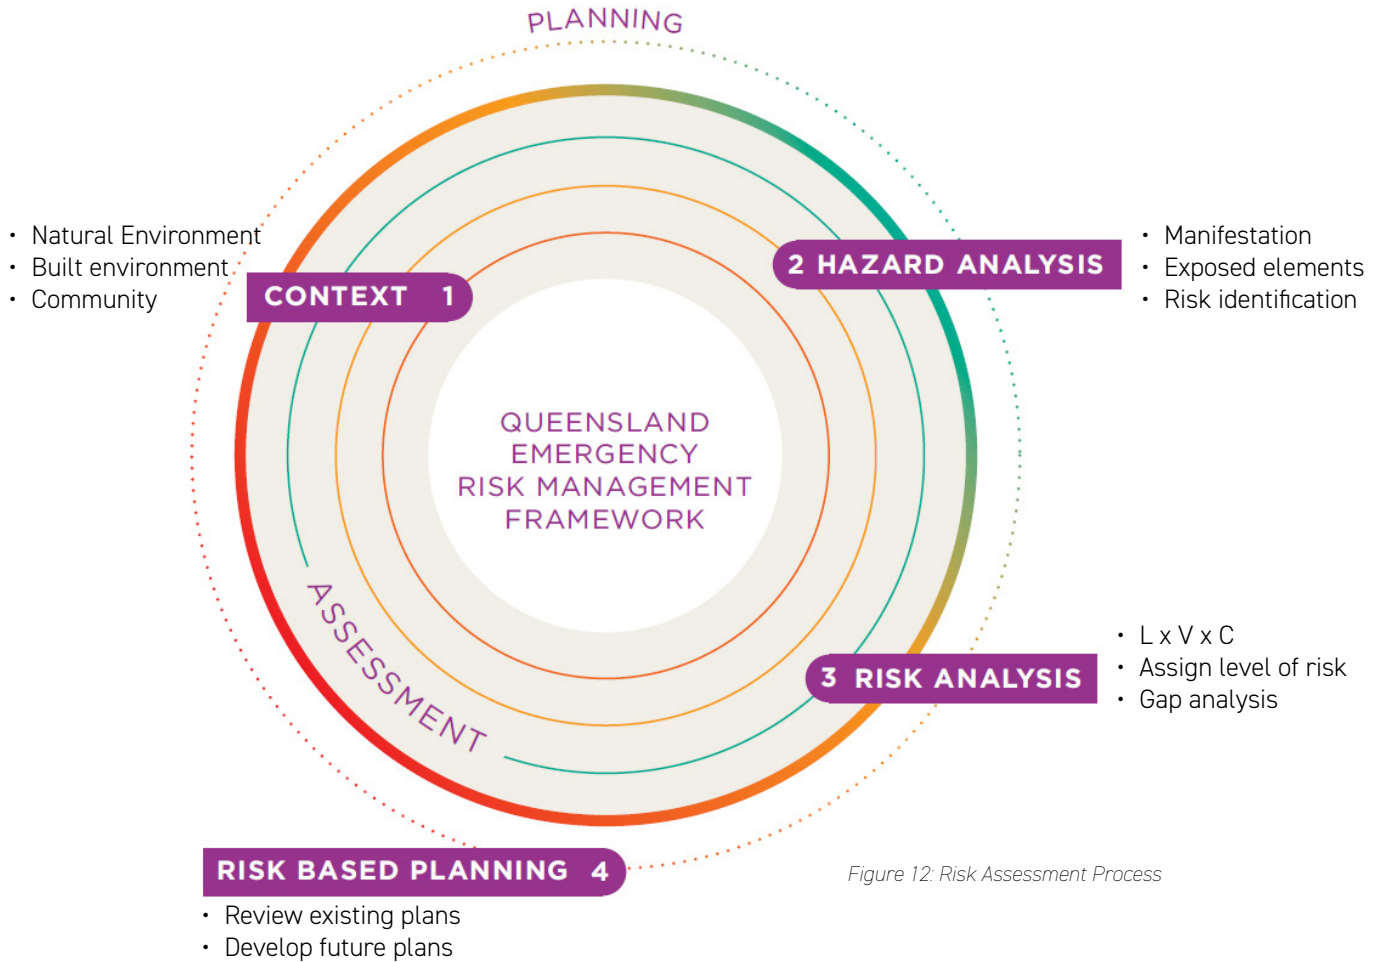 PLANNING
• Natural Environment
• Built environment
• Community
CONTEXT 1
2 HAZARD ANALYSIS
• Manifestation
• Exposed elements
• Risk identification
QUEENSLAND
EMERGENCY
RISK MANAGEMENT
FRAMEWORK
ASSESSMENT
3 RISK ANALYSIS
• L x V x C
• Assign level of risk
• Gap analysis
RISK BASED PLANNING 4
• Review existing plans
• Develop future plans
Figure 12: Risk Assessment Process